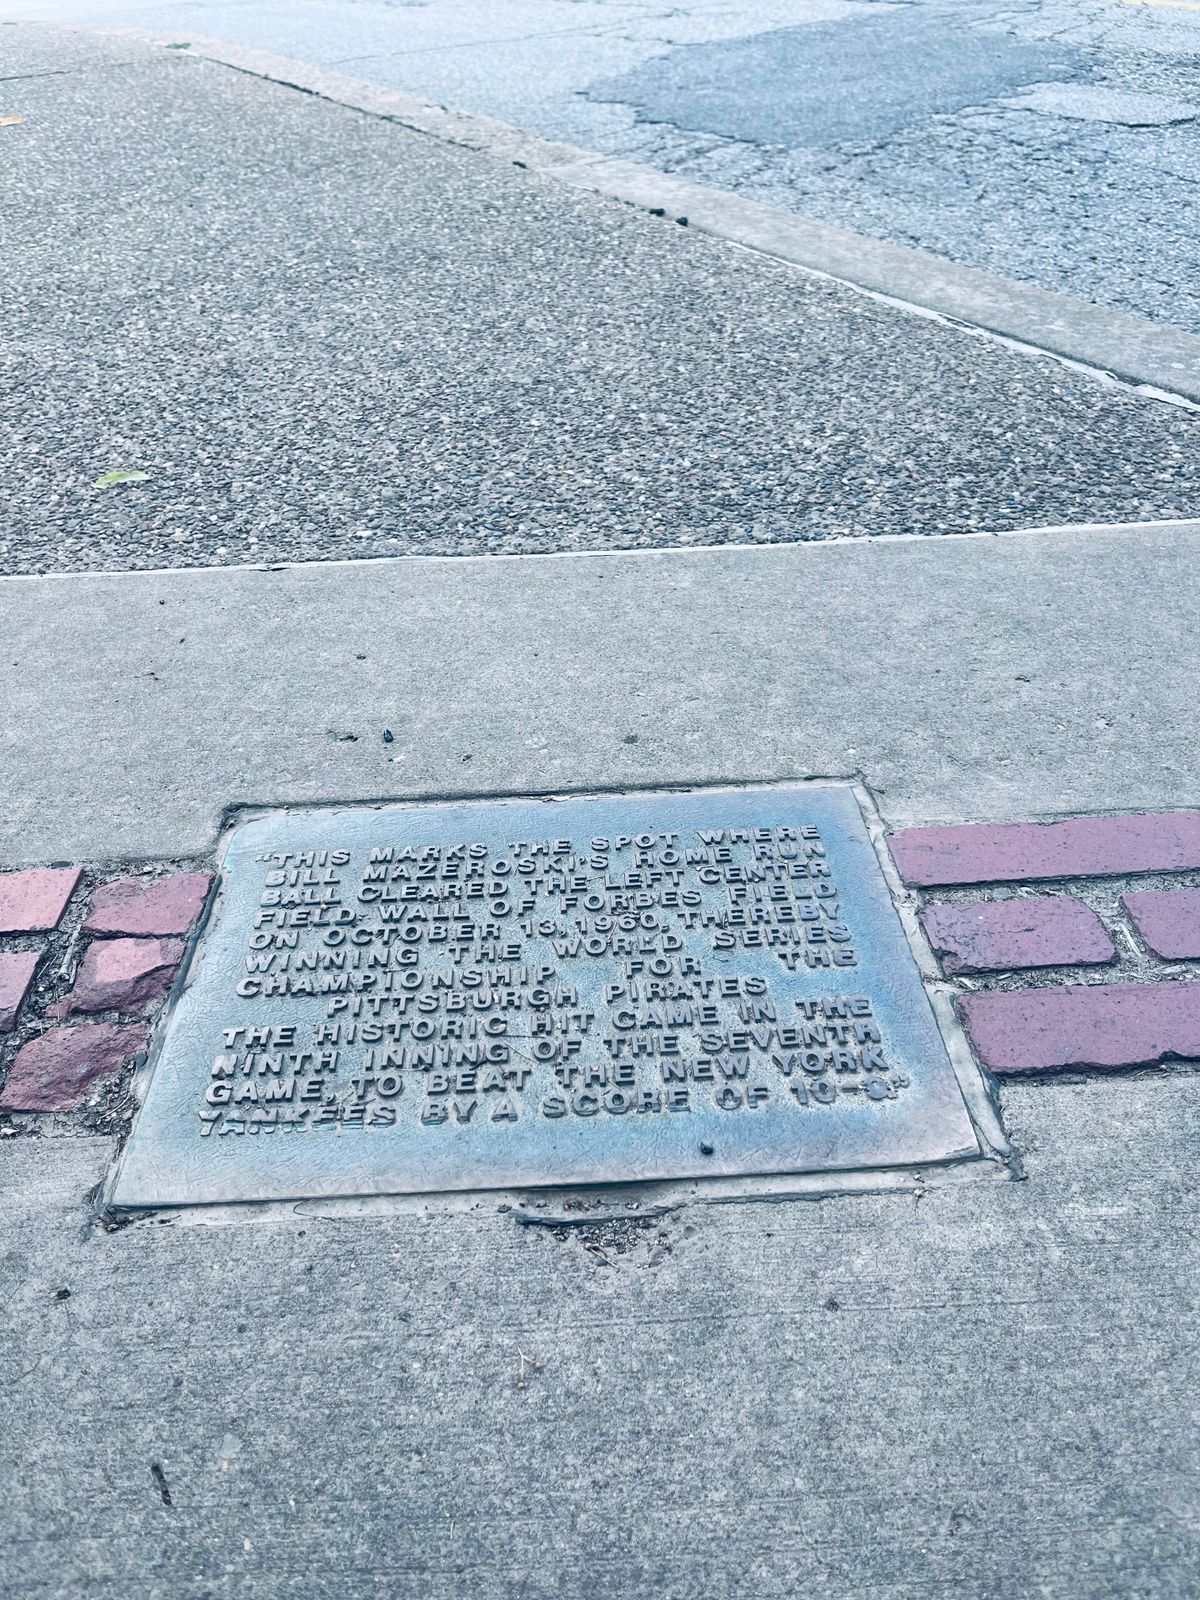 "THIS MARKS THE SPOT WHERE
BILL MAZEROSKI'S HOME RUN
BALL CLEARED THE LEFT CENTER
FIELD WALL OF FORBES FIELD
ON OCTOBER 13, 1960, THEREBY
WINNING THE WORLD SERIES
CHAMPIONSHIP FOR THE
PITTSBURGH PIRATES
THE HISTORIC HIT CAME IN THE
NINTH INNING OF THE SEVENTH
GAME, TO BEAT THE NEW YORK
YANKEES BY A SCORE OF 10-9"